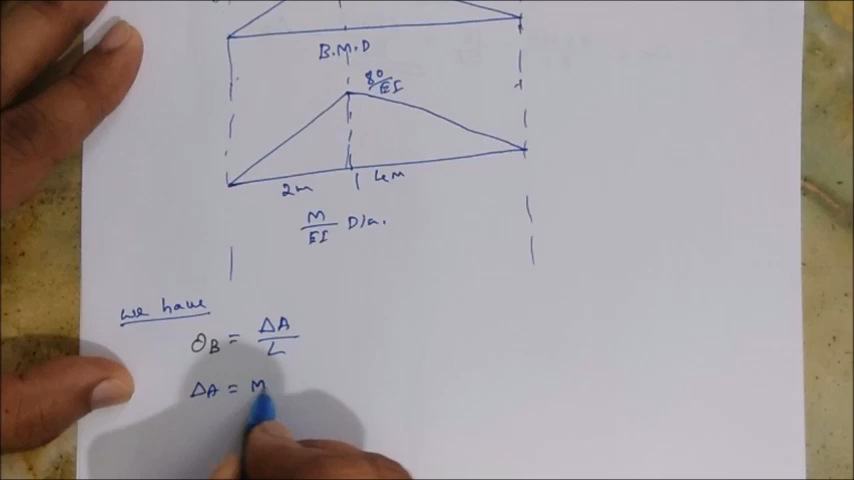 B.M.D
80/EI
2m 4m
M/EI Dia.
we have
θB = ΔA/L
ΔA = M